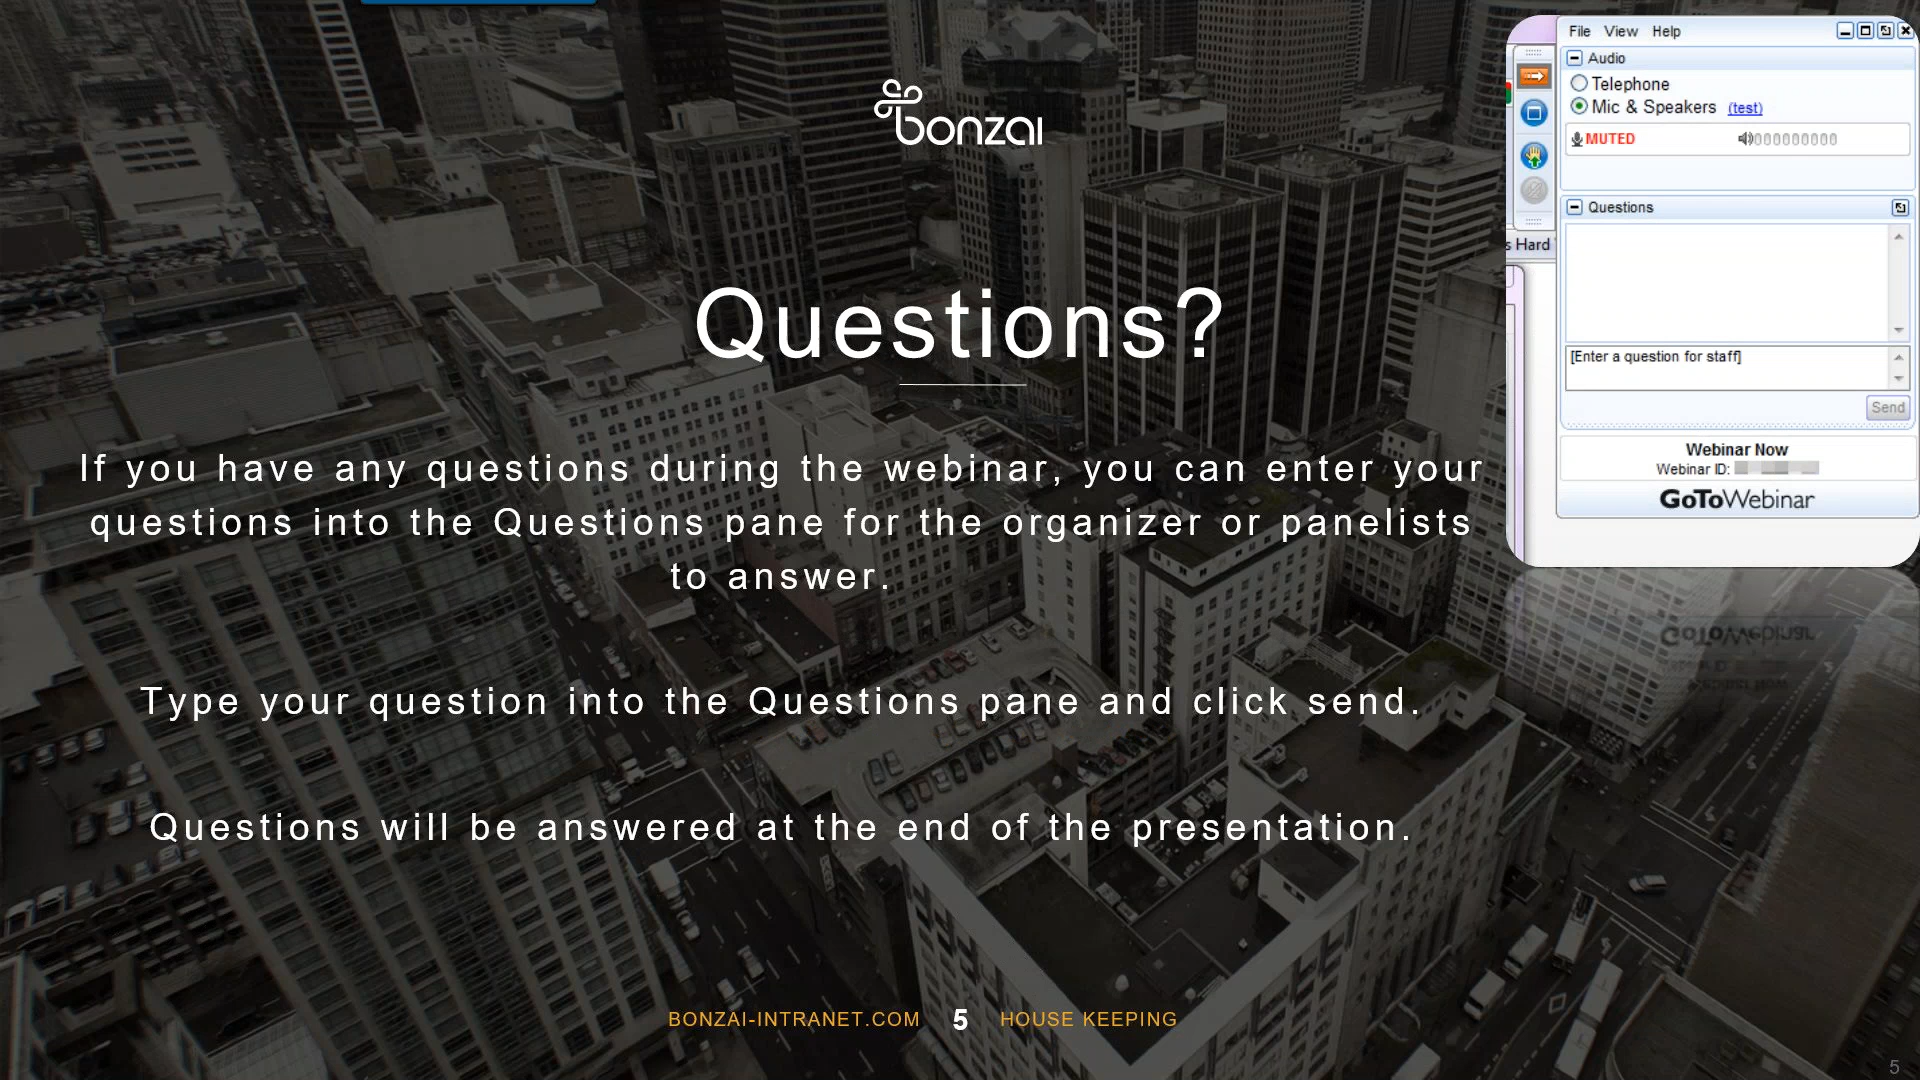 bonzai
Questions?
If you have any questions during the webinar, you can enter your
questions into the Questions pane for the organizer or panelists
to answer.
Type your question into the Questions pane and click send.
Questions will be answered at the end of the presentation.
File View Help
Audio
Telephone
Mic & Speakers (test)
MUTED
Questions
s Hard
[Enter a question for staff]
Send
Webinar Now
Webinar ID:
GoToWebinar
BONZAI-INTRANET.COM 5 HOUSE KEEPING
5